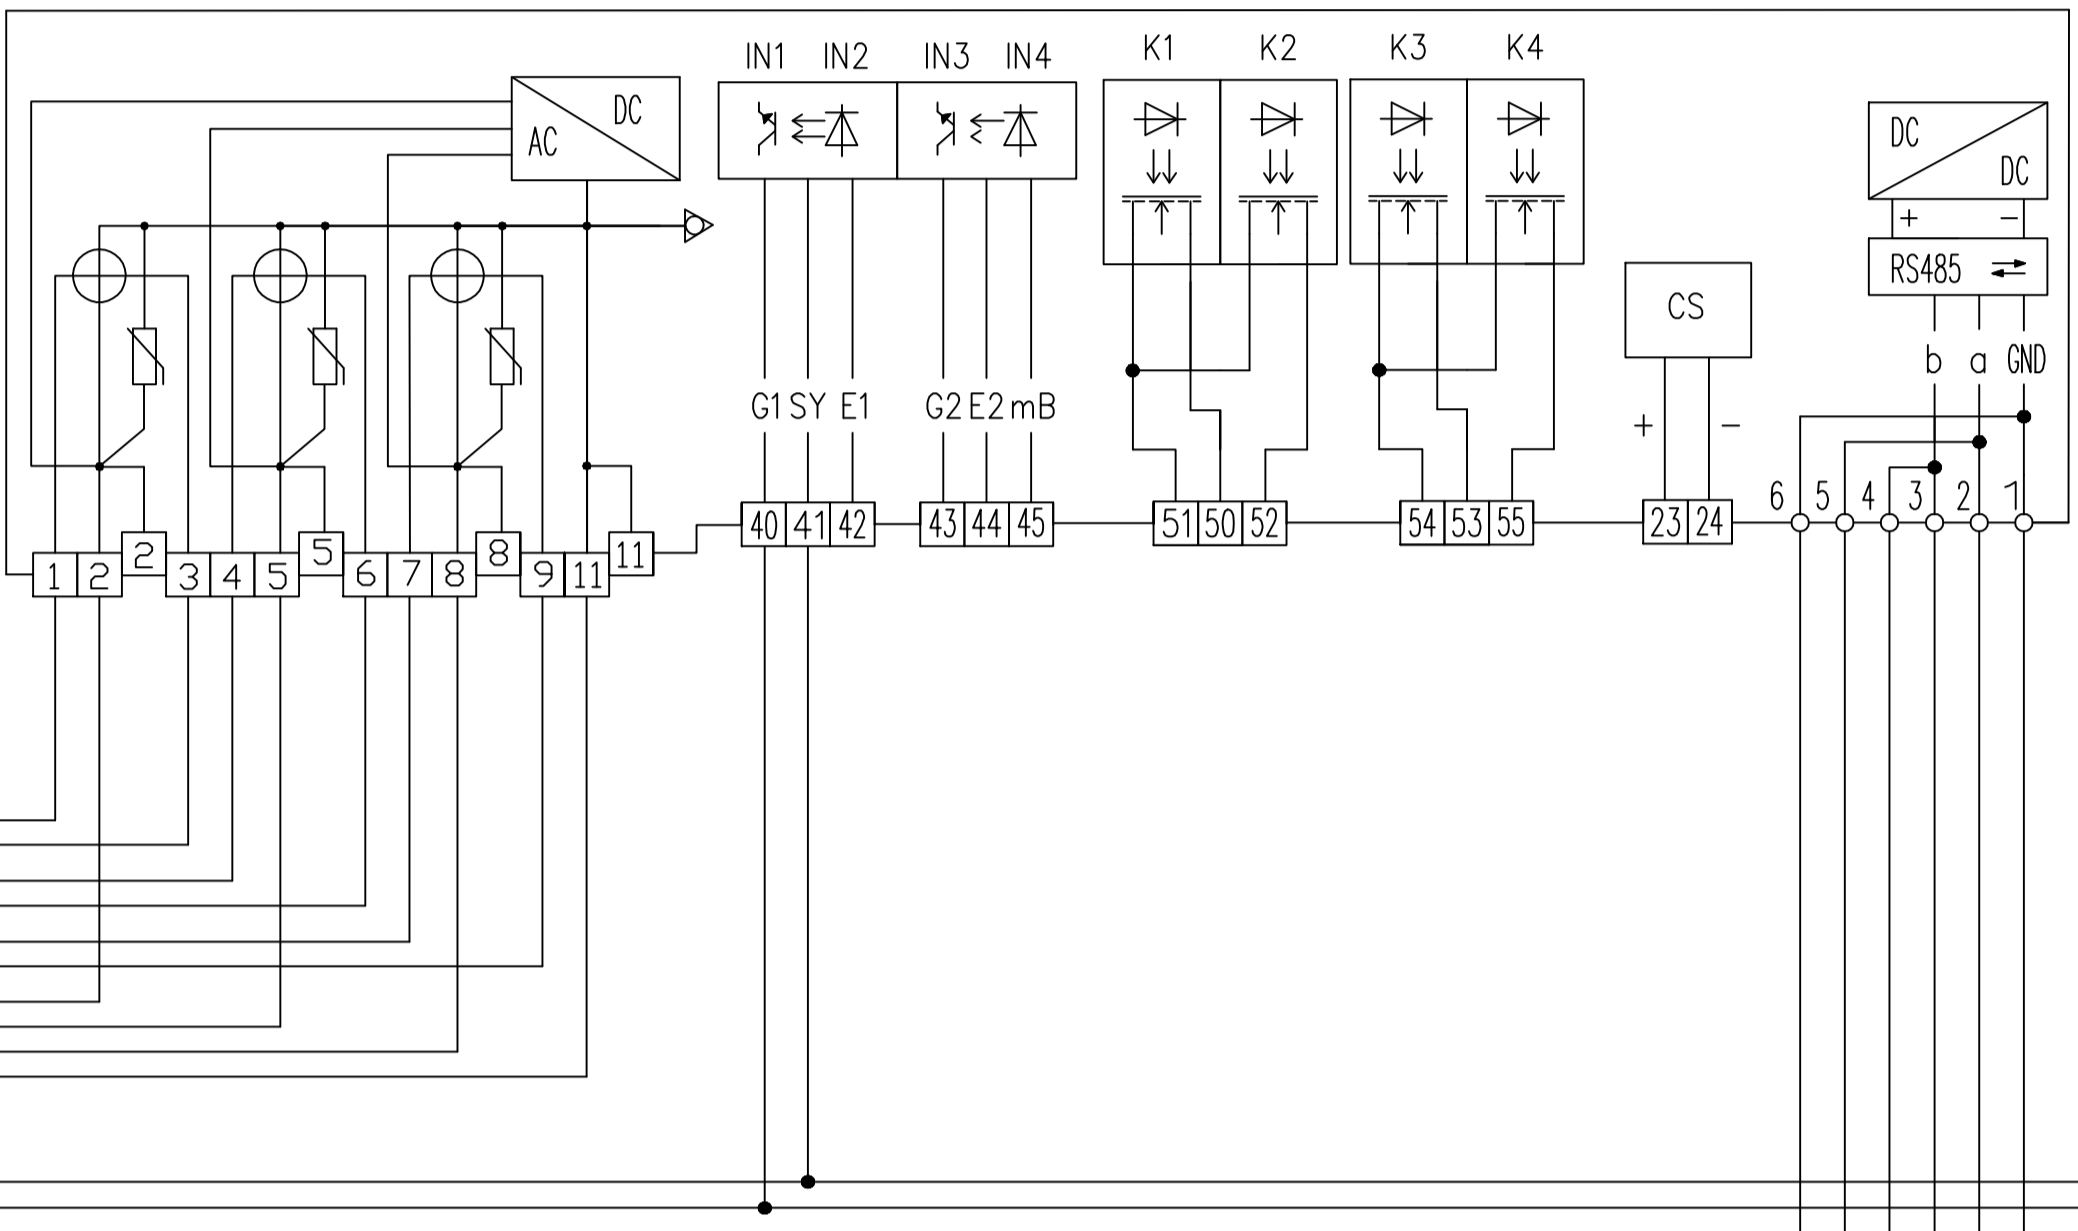 IN1 IN2 IN3 IN4 K1 K2 K3 K4
DC
AC
DC
DC
+ −
RS485
CS
b a GND
G1 SY E1 G2 E2 mB
+ −
6 5 4 3 2 1
40 41 42 43 44 45 51 50 52 54 53 55 23 24
2 5 8 11
1 2 3 4 5 6 7 8 9 11